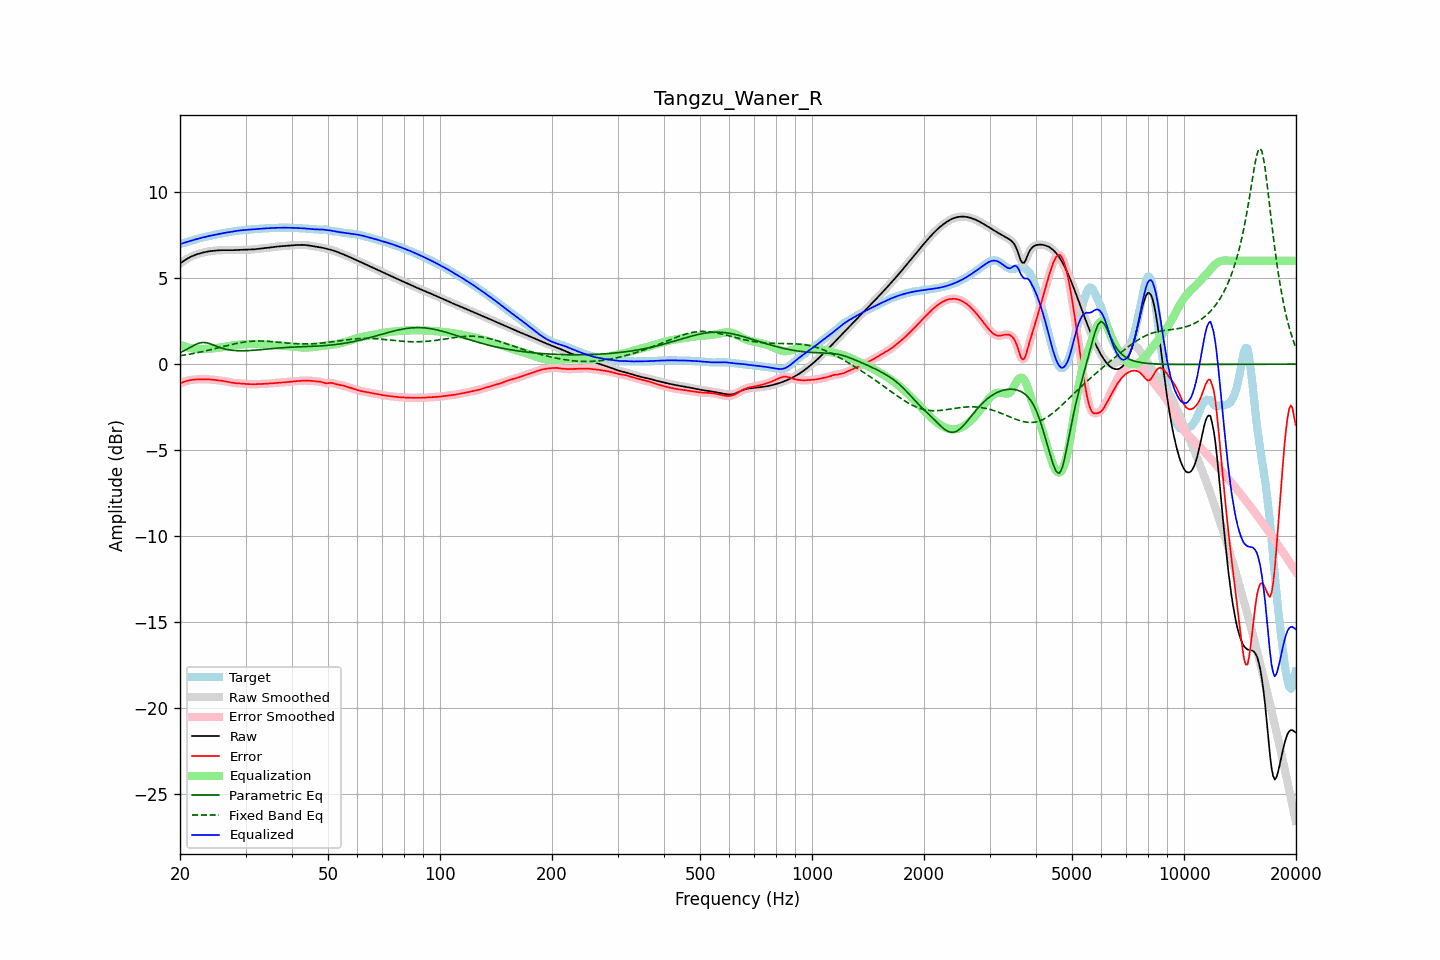 Tangzu_Waner_R
Amplitude (dBr)
10
5
0
−5
−10
−15
−20
−25
Target
Raw Smoothed
Error Smoothed
Raw
Error
Equalization
Parametric Eq
Fixed Band Eq
Equalized
20 50 100 200 500 1000 2000 5000 10000 20000
Frequency (Hz)